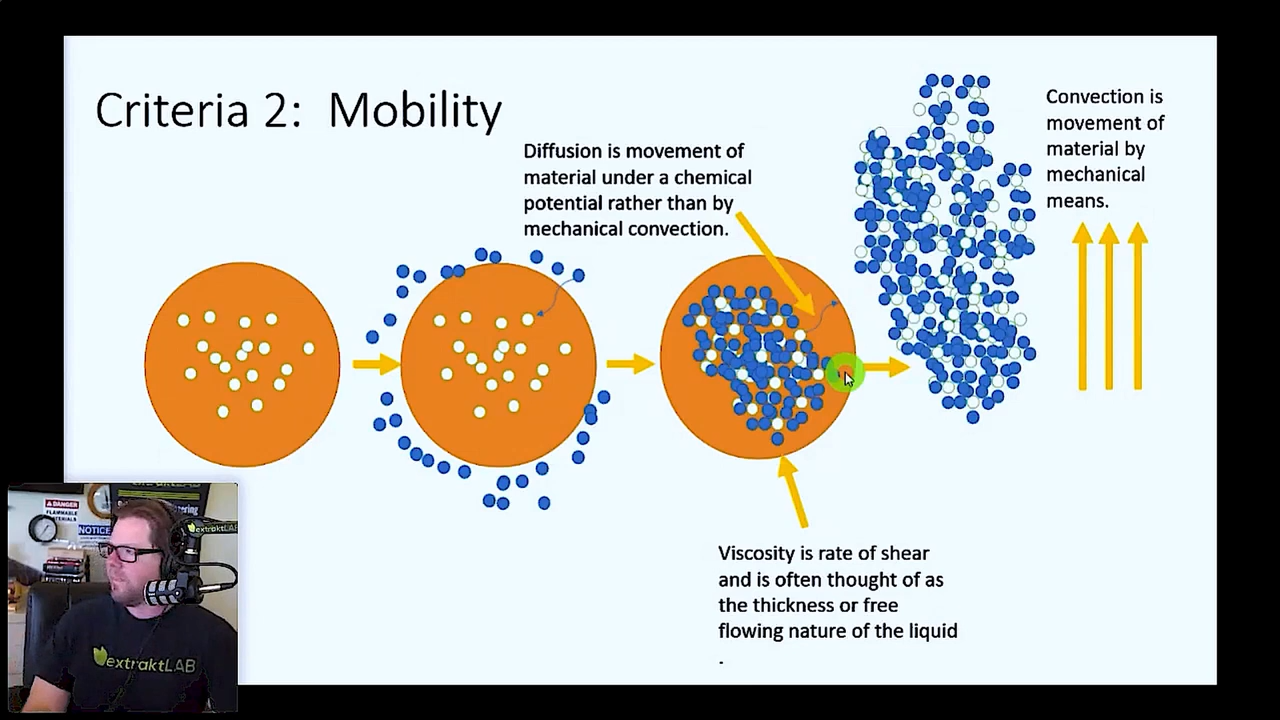 Criteria 2: Mobility
Diffusion is movement of
material under a chemical
potential rather than by
mechanical convection.
Convection is
movement of
material by
mechanical
means.
Viscosity is rate of shear
and is often thought of as
the thickness or free
flowing nature of the liquid
.
DANGER
FLAMMABLE
MATERIALS
NOTICE
extraktLAB
extraktLAB